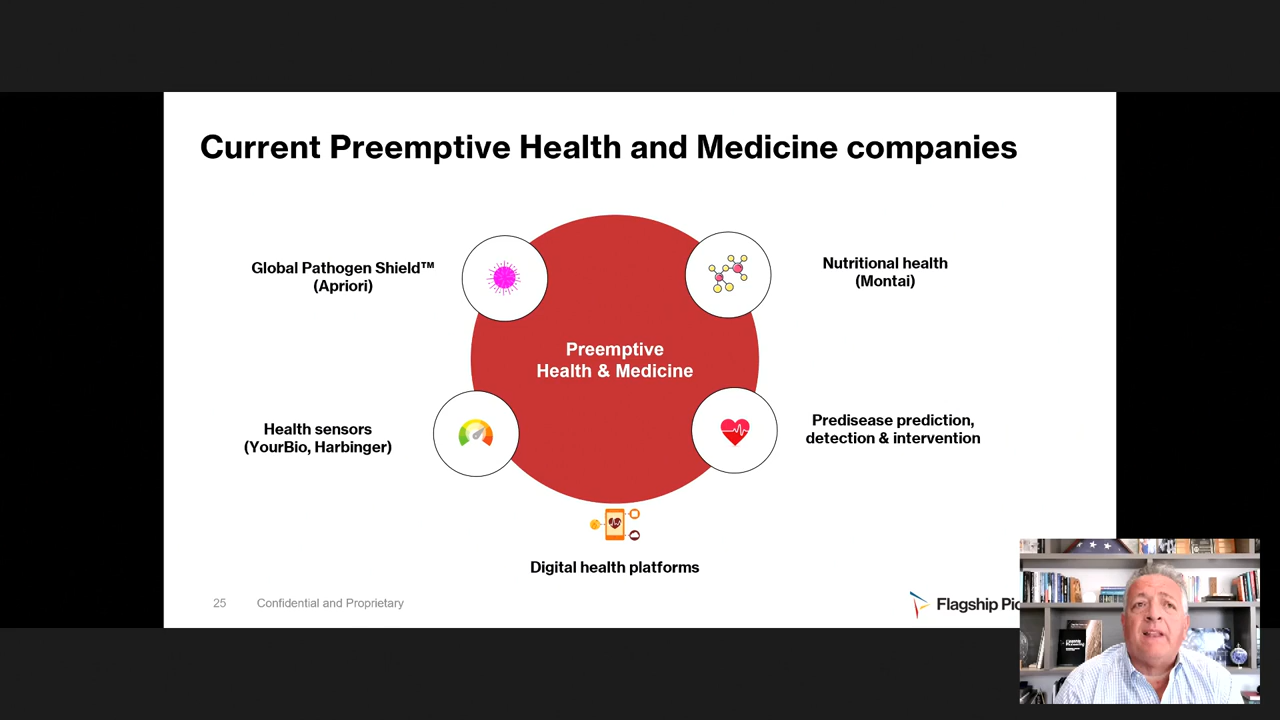 Current Preemptive Health and Medicine companies
Global Pathogen Shield™
(Apriori)
Nutritional health
(Montai)
Preemptive
Health & Medicine
Health sensors
(YourBio, Harbinger)
Predisease prediction,
detection & intervention
Digital health platforms
25 Confidential and Proprietary
Flagship